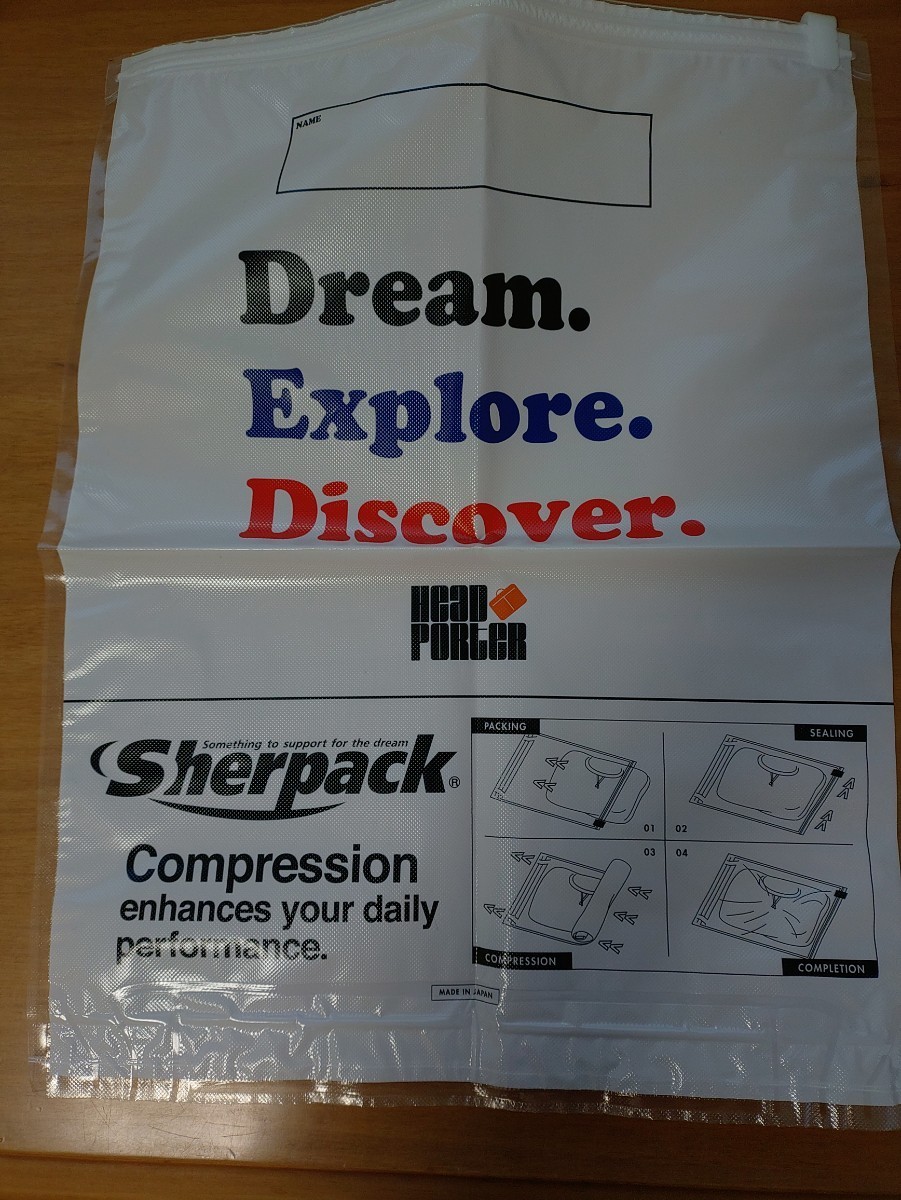 NAME
Dream.
Explore.
Discover.
HEAD
PORTER
Something to support for the dream
Sherpack®
Compression
enhances your daily
performance.
PACKING
SEALING
01
02
03
04
COMPRESSION
COMPLETION
MADE IN JAPAN